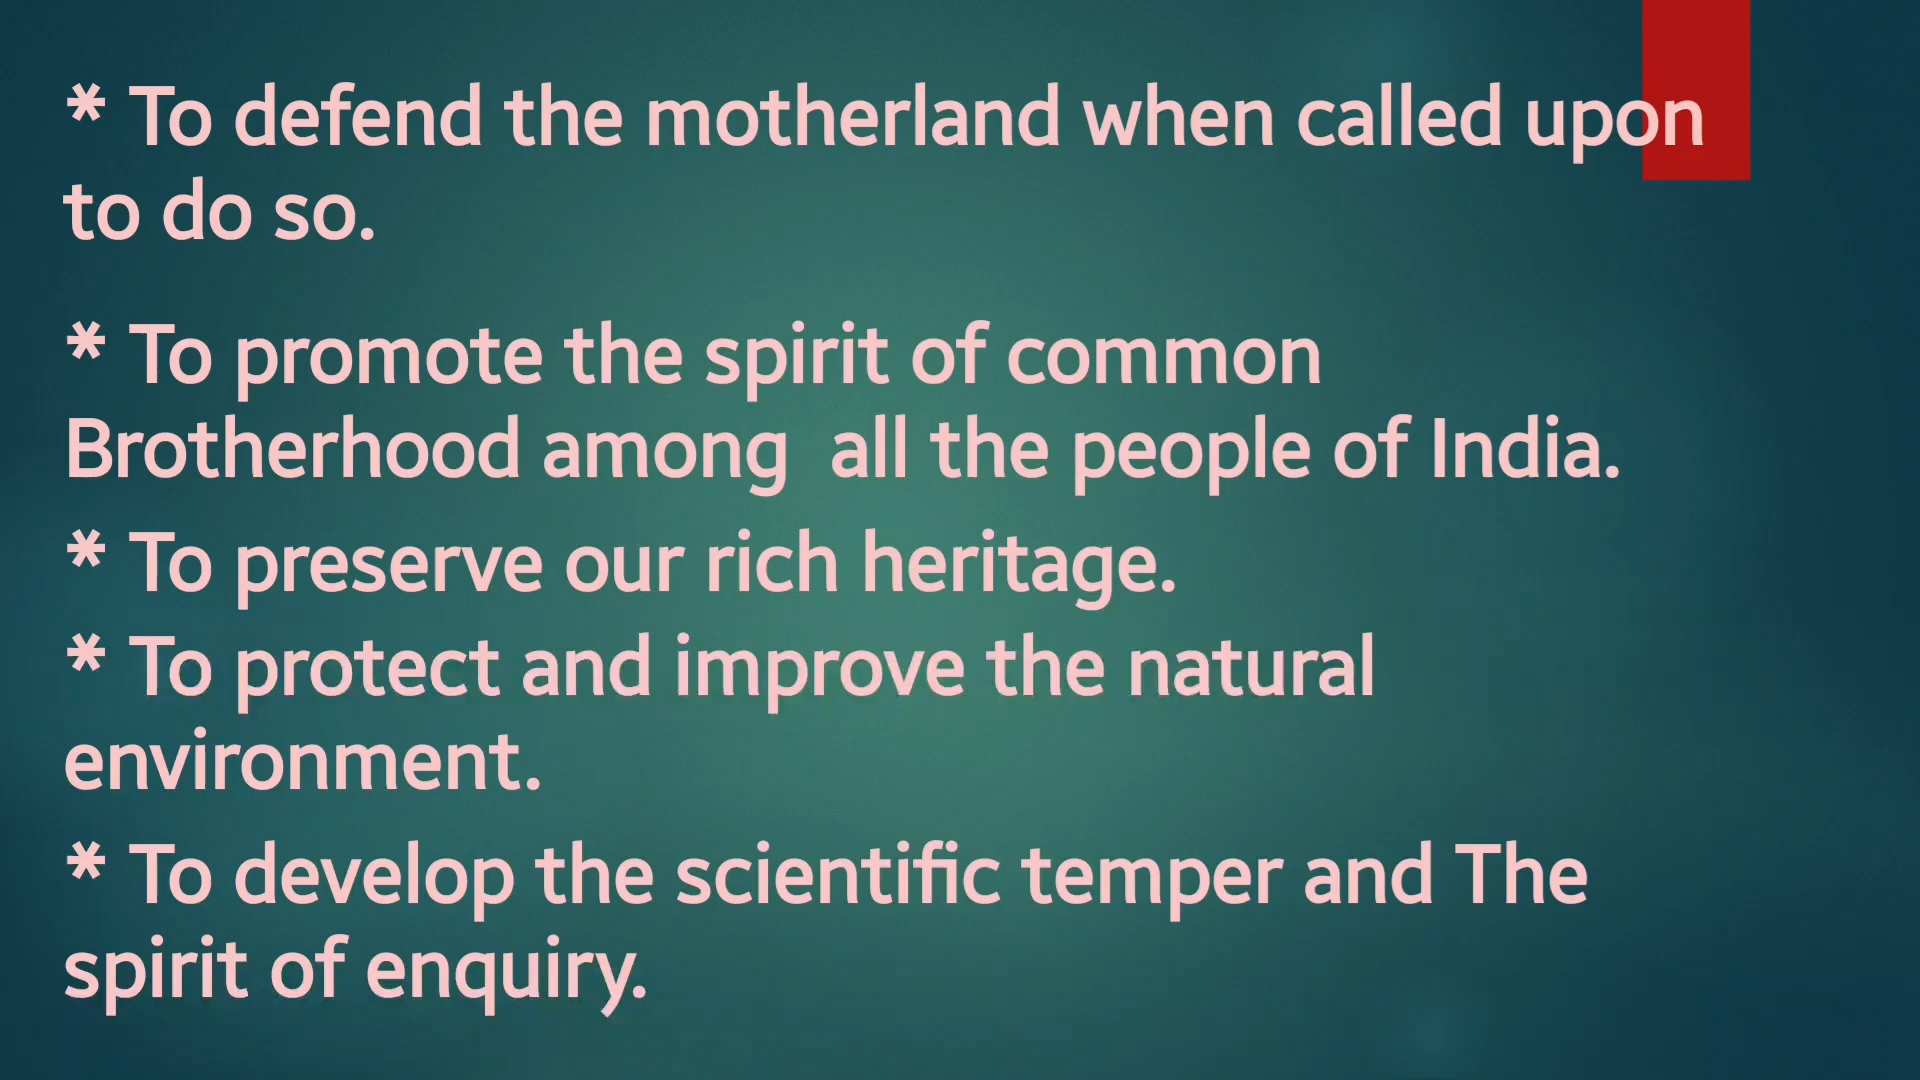 * To defend the motherland when called upon
to do so.
* To promote the spirit of common
Brotherhood among  all the people of India.
* To preserve our rich heritage.
* To protect and improve the natural
environment.
* To develop the scientific temper and The
spirit of enquiry.